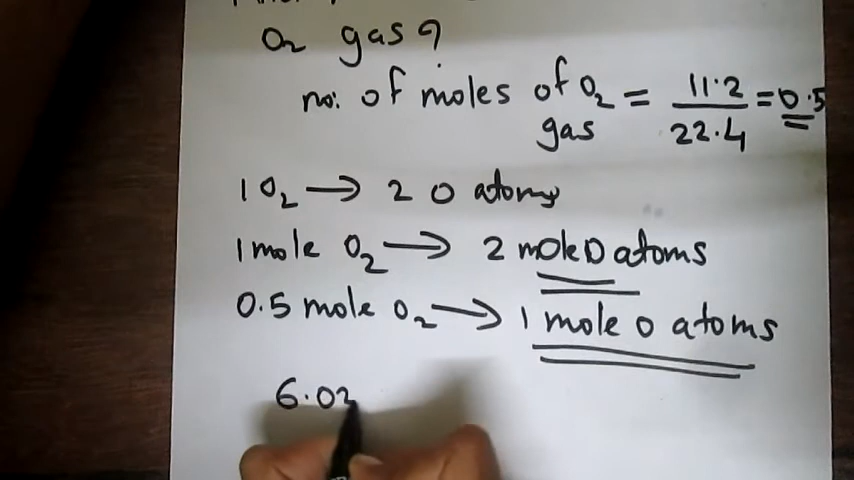 O2 gas?
no: of moles of O2 gas = 11.2 / 22.4 = 0.5
1 O2 → 2 O atoms
1 mole O2 → 2 mole O atoms
0.5 mole O2 → 1 mole O atoms
6.02